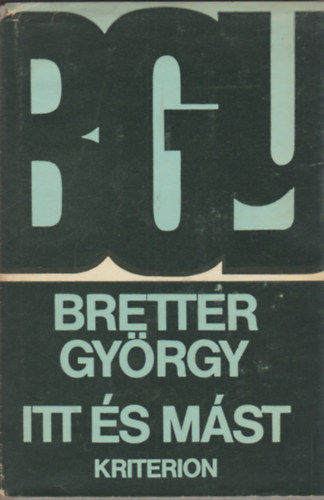 BGY
BRETTER
GYÖRGY
ITT ÉS MÁST
KRITERION